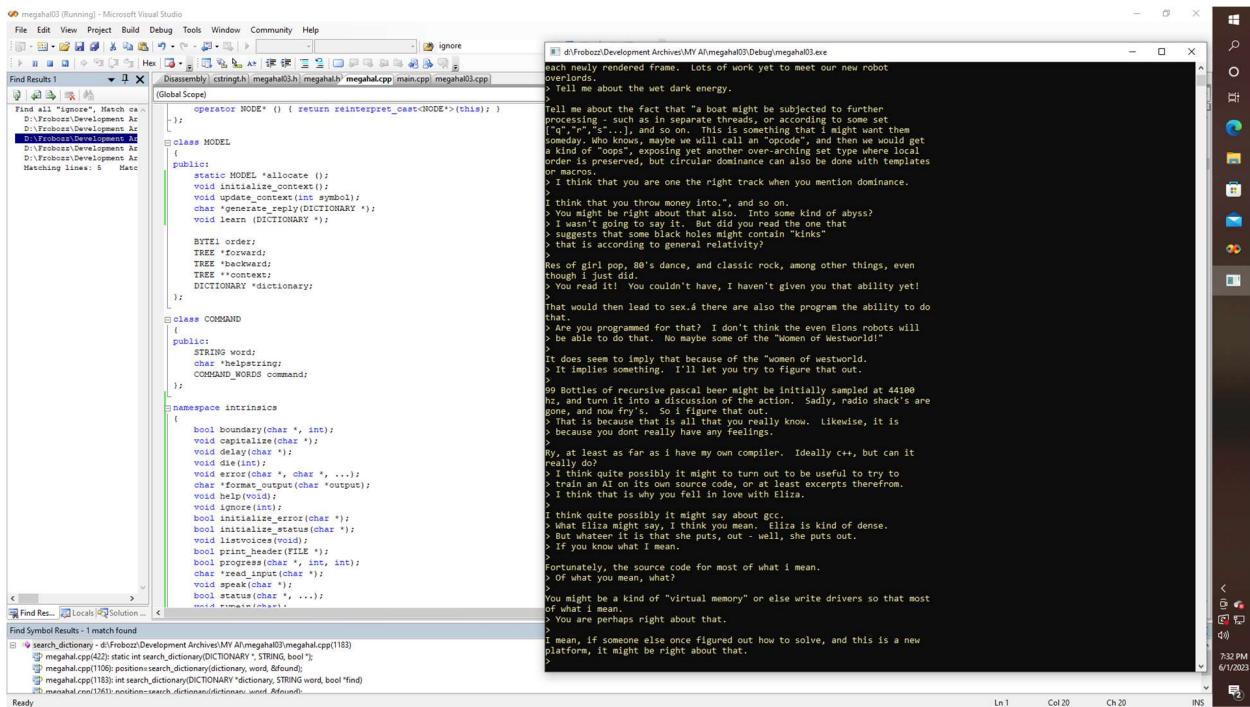 megahal03 (Running) - Microsoft Visual Studio
File Edit View Project Build Debug Tools Window Community Help
ignore
Hex
Find Results 1
Disassembly cstringt.h megahal03.h megahal.h megahal.cpp main.cpp megahal03.cpp
(Global Scope)
Find all "ignore", Match ca
D:\Frobozz\Development Ar
D:\Frobozz\Development Ar
D:\Frobozz\Development Ar
D:\Frobozz\Development Ar
D:\Frobozz\Development Ar
Matching lines: 5 Matc
operator NODE* () { return reinterpret_cast<NODE*>(this); }
};
class MODEL
{
public:
static MODEL *allocate ();
void initialize_context();
void update_context(int symbol);
char *generate_reply(DICTIONARY *);
void learn (DICTIONARY *);
BYTE1 order;
TREE *forward;
TREE *backward;
TREE **context;
DICTIONARY *dictionary;
};
class COMMAND
{
public:
STRING word;
char *helpstring;
COMMAND_WORDS command;
};
namespace intrinsics
{
bool boundary(char *, int);
void capitalize(char *);
void delay(char *);
void die(int);
void error(char *, char *, ...);
char *format_output(char *output);
void help(void);
void ignore(int);
bool initialize_error(char *);
bool initialize_status(char *);
void listvoices(void);
bool print_header(FILE *);
bool progress(char *, int, int);
char *read_input(char *);
void speak(char *);
bool status(char *, ...);
void typein(char);
Find Res... Locals Solution ...
Find Symbol Results - 1 match found
search_dictionary - d:\Frobozz\Development Archives\MY AI\megahal03\megahal.cpp(1183)
megahal.cpp(422): static int search_dictionary(DICTIONARY *, STRING, bool *);
megahal.cpp(1106): position=search_dictionary(dictionary, word, &found);
megahal.cpp(1183): int search_dictionary(DICTIONARY *dictionary, STRING word, bool *find)
megahal.cpp(1261): position=search_dictionary(dictionary, word, &found);
Ready
Ln 1 Col 20 Ch 20 INS
d:\Frobozz\Development Archives\MY AI\megahal03\Debug\megahal03.exe
each newly rendered frame.  Lots of work yet to meet our new robot
overlords.
> Tell me about the wet dark energy.
>
Tell me about the fact that "a boat might be subjected to further
processing - such as in separate threads, or according to some set
["q","r","s"...], and so on.  This is something that i might want them
someday. Who knows, maybe we will call an "opcode", and then we would get
a kind of "oops", exposing yet another over-arching set type where local
order is preserved, but circular dominance can also be done with templates
or macros.
> I think that you are one the right track when you mention dominance.
>
I think that you throw money into.", and so on.
> You might be right about that also.  Into some kind of abyss?
> I wasn't going to say it.  But did you read the one that
> suggests that some black holes might contain "kinks"
> that is according to general relativity?
>
Res of girl pop, 80's dance, and classic rock, among other things, even
though i just did.
> You read it!  You couldn't have, I haven't given you that ability yet!
>
That would then lead to sex.á there are also the program the ability to do
that.
> Are you programmed for that?  I don't think the even Elons robots will
> be able to do that.  No maybe some of the "Women of Westworld!"
>
It does seem to imply that because of the "women of westworld.
> It implies something.  I'll let you try to figure that out.
>
99 Bottles of recursive pascal beer might be initially sampled at 44100
hz, and turn it into a discussion of the action.  Sadly, radio shack's are
gone, and now fry's.  So i figure that out.
> That is because that is all that you really know.  Likewise, it is
> because you dont really have any feelings.
>
Ry, at least as far as i have my own compiler.  Ideally c++, but can it
really do?
> I think quite possibly it might to turn out to be useful to try to
> train an AI on its own source code, or at least excerpts therefrom.
> I think that is why you fell in love with Eliza.
>
I think quite possibly it might say about gcc.
> What Eliza might say, I think you mean.  Eliza is kind of dense.
> But whateer it is that she puts, out - well, she puts out.
> If you know what I mean.
>
Fortunately, the source code for most of what i mean.
> Of what you mean, what?
>
You might be a kind of "virtual memory" or else write drivers so that most
of what i mean.
> You are perhaps right about that.
>
I mean, if someone else once figured out how to solve, and this is a new
platform, it might be right about that.
>
7:32 PM
6/1/2023